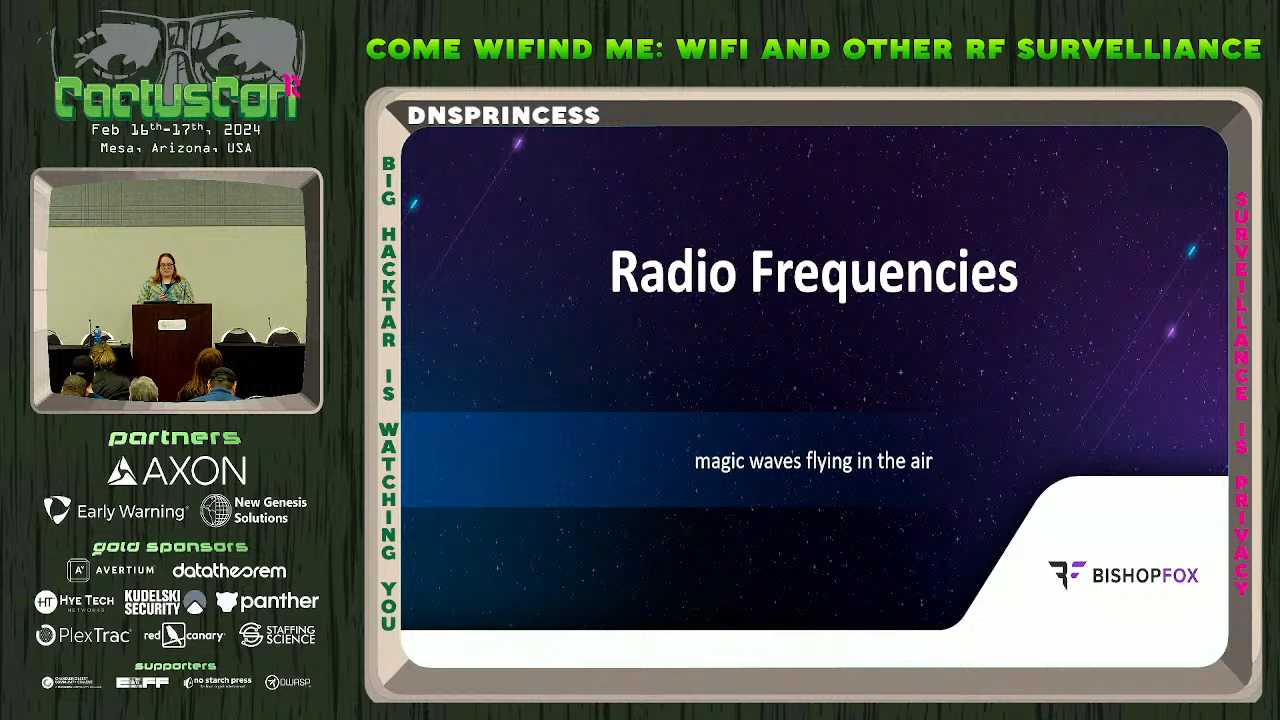 CactusCon
Feb 16th-17th, 2024
Mesa, Arizona, USA
COME WIFIND ME: WIFI AND OTHER RF SURVELLIANCE
DNSPRINCESS
BIG HACKTAR IS WATCHING YOU
Radio Frequencies
magic waves flying in the air
BISHOPFOX
SURVEILLANCE IS PRIVACY
partners
AXON
Early Warning
New Genesis
Solutions
gold sponsors
AVERTIUM
datatheorem
HT HYE TECH
NETWORKS
KUDELSKI
SECURITY
panther
PlexTrac
red canary
STAFFING
SCIENCE
supporters
EFF
no starch press
OWASP